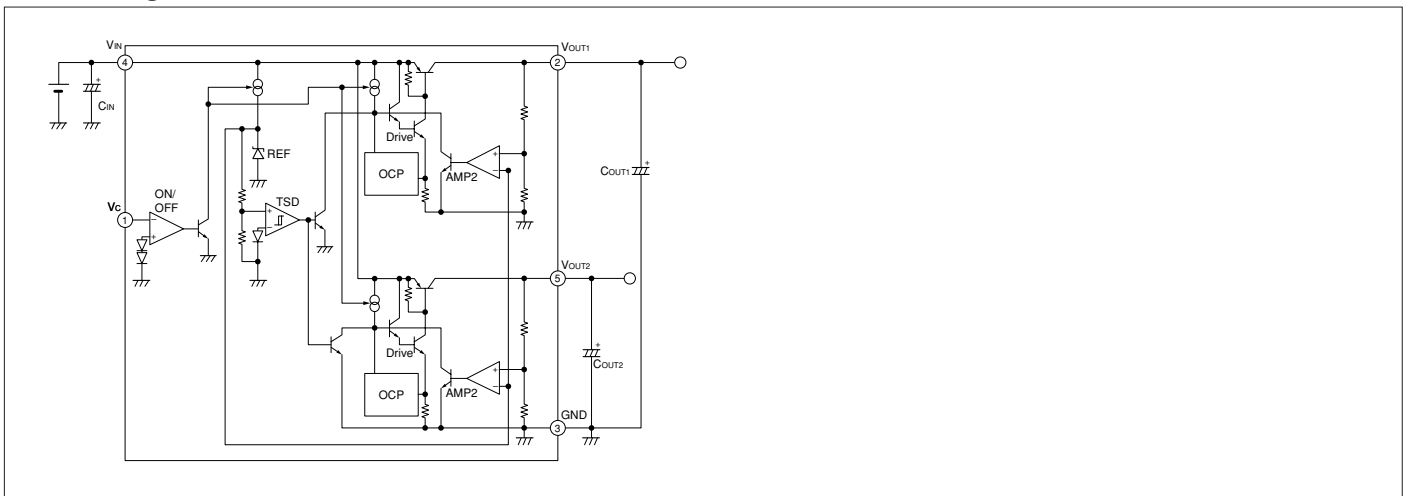 VIN
VOUT1
4
2
+
CIN
Drive
REF
OCP
+
−
AMP2
COUT1
+
ON/
OFF
TSD
VC
1
−
+
+
−
VOUT2
5
Drive
+
COUT2
OCP
+
−
AMP2
GND
3